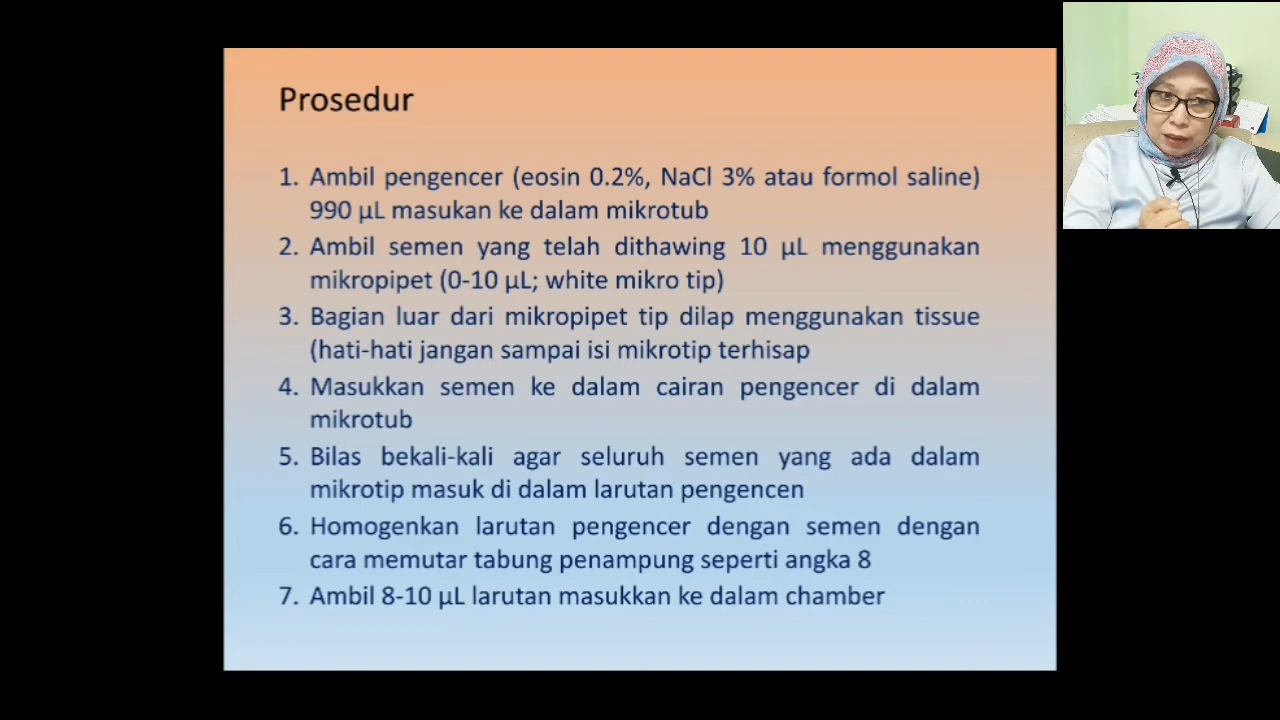 Prosedur
1. Ambil pengencer (eosin 0.2%, NaCl 3% atau formol saline)
990 µL masukan ke dalam mikrotub
2. Ambil semen yang telah dithawing 10 µL menggunakan
mikropipet (0-10 µL; white mikro tip)
3. Bagian luar dari mikropipet tip dilap menggunakan tissue
(hati-hati jangan sampai isi mikrotip terhisap
4. Masukkan semen ke dalam cairan pengencer di dalam
mikrotub
5. Bilas bekali-kali agar seluruh semen yang ada dalam
mikrotip masuk di dalam larutan pengencen
6. Homogenkan larutan pengencer dengan semen dengan
cara memutar tabung penampung seperti angka 8
7. Ambil 8-10 µL larutan masukkan ke dalam chamber